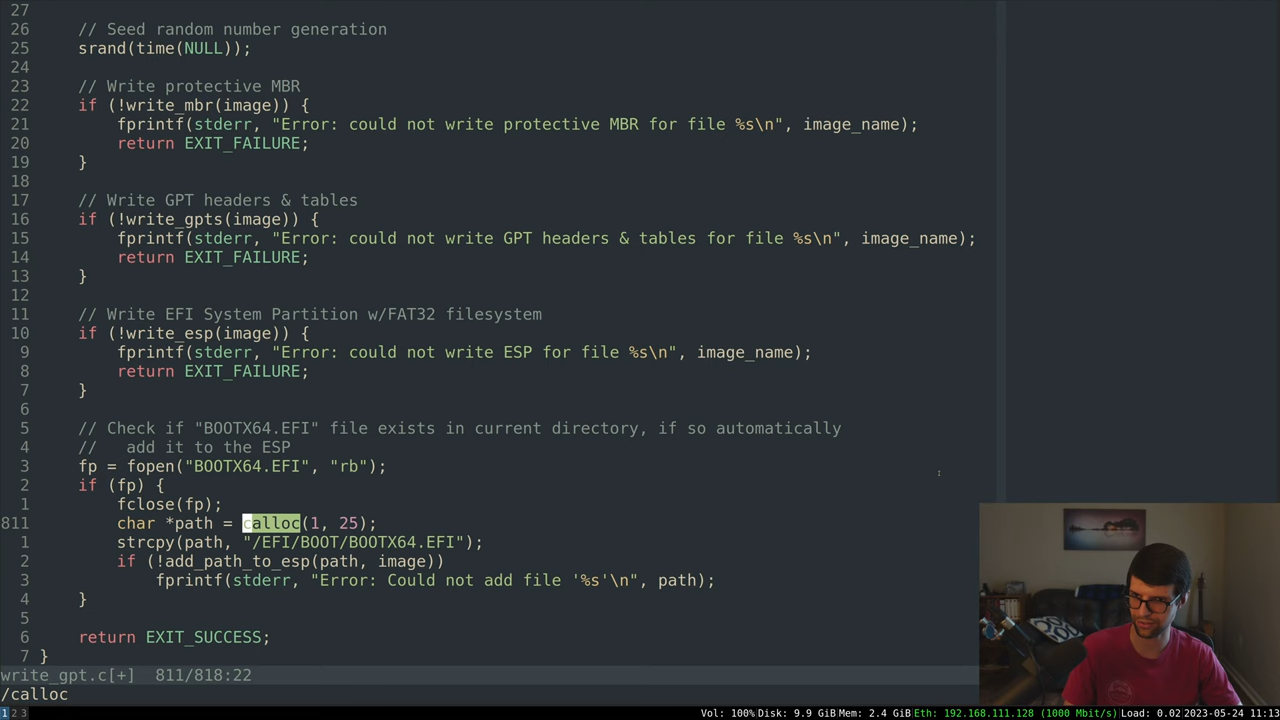 27
26 // Seed random number generation
25 srand(time(NULL));
24
23 // Write protective MBR
22 if (!write_mbr(image)) {
21 fprintf(stderr, "Error: could not write protective MBR for file %s\n", image_name);
20 return EXIT_FAILURE;
19 }
18
17 // Write GPT headers & tables
16 if (!write_gpts(image)) {
15 fprintf(stderr, "Error: could not write GPT headers & tables for file %s\n", image_name);
14 return EXIT_FAILURE;
13 }
12
11 // Write EFI System Partition w/FAT32 filesystem
10 if (!write_esp(image)) {
9 fprintf(stderr, "Error: could not write ESP for file %s\n", image_name);
8 return EXIT_FAILURE;
7 }
6
5 // Check if "BOOTX64.EFI" file exists in current directory, if so automatically
4 // add it to the ESP
3 fp = fopen("BOOTX64.EFI", "rb");
2 if (fp) {
1 fclose(fp);
811 char *path = calloc(1, 25);
1 strcpy(path, "/EFI/BOOT/BOOTX64.EFI");
2 if (!add_path_to_esp(path, image))
3 fprintf(stderr, "Error: Could not add file '%s'\n", path);
4 }
5
6 return EXIT_SUCCESS;
7 }
write_gpt.c[+] 811/818:22
/calloc
1 2 3 Vol: 100% Disk: 9.9 GiB Mem: 2.4 GiB Eth: 192.168.111.128 (1000 Mbit/s) Load: 0.02 2023-05-24 11:13